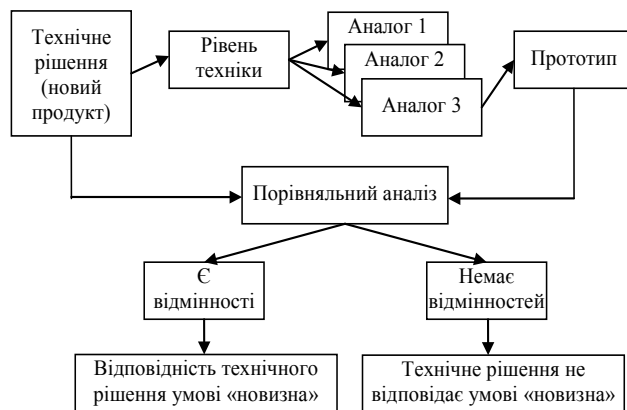 Технічне
рішення
(новий
продукт)
Рівень
техніки
Аналог 1
Аналог 2
Аналог 3
Прототип
Порівняльний аналіз
Є
відмінності
Немає
відмінностей
Відповідність технічного
рішення умові «новизна»
Технічне рішення не
відповідає умові «новизна»